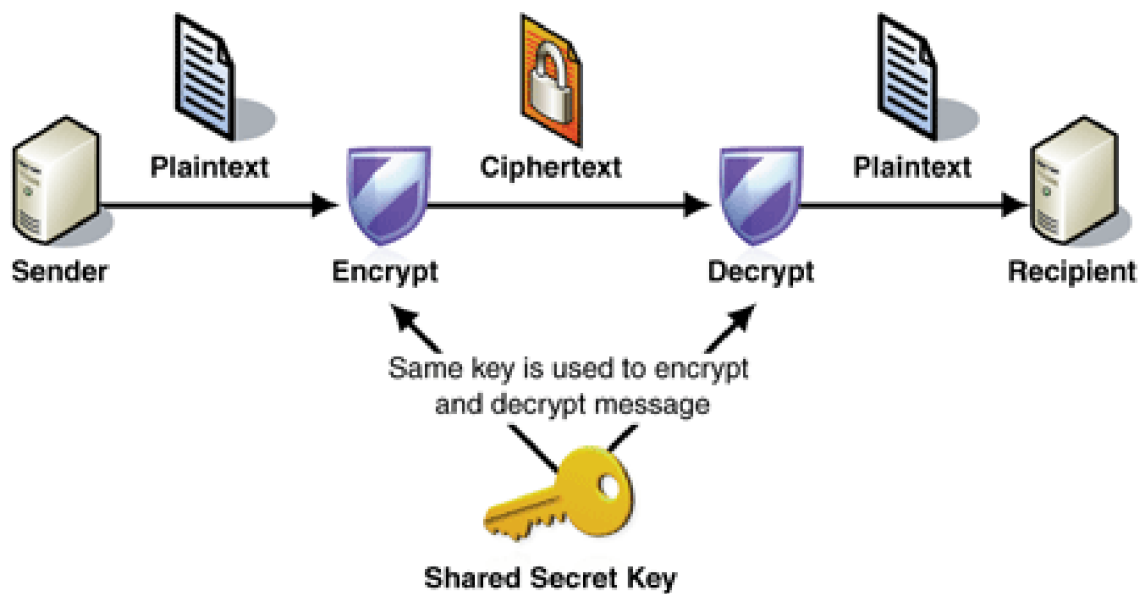 Plaintext
Ciphertext
Plaintext
Sender
Encrypt
Decrypt
Recipient
Same key is used to encrypt
and decrypt message
Shared Secret Key